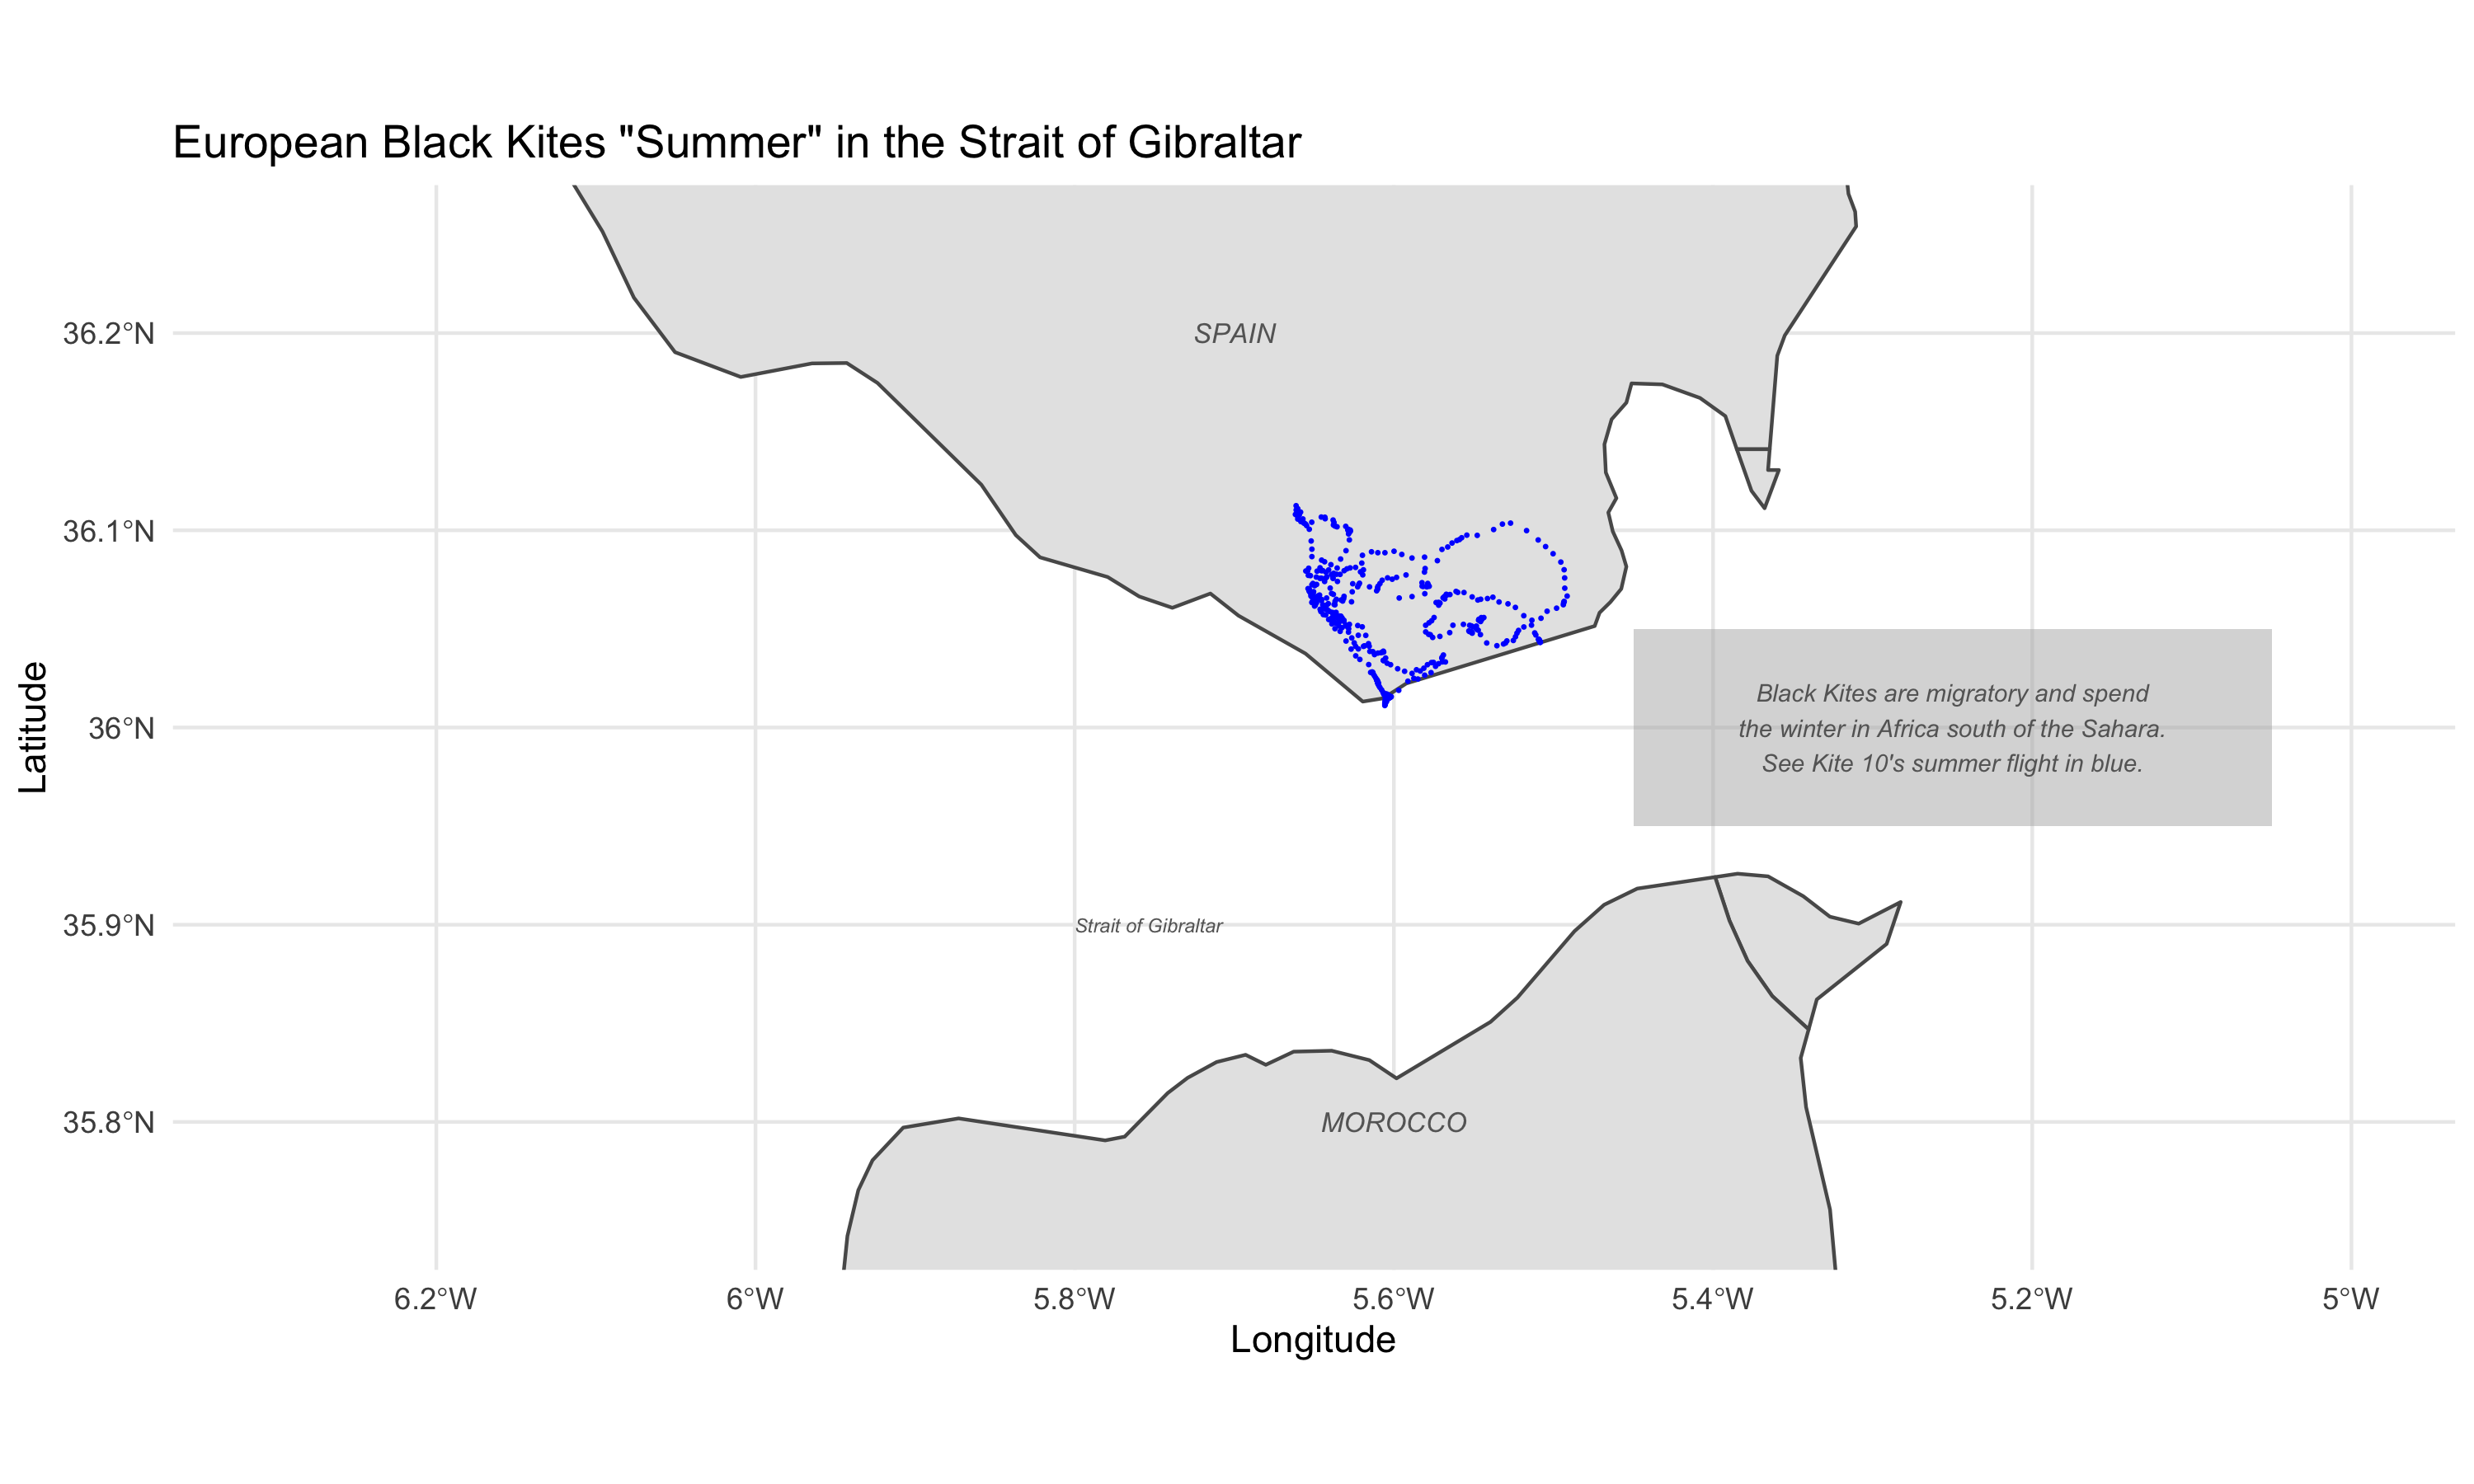 European Black Kites "Summer" in the Strait of Gibraltar
SPAIN
36.2°N
36.1°N
36°N
35.9°N
35.8°N
Latitude
Black Kites are migratory and spend
the winter in Africa south of the Sahara.
See Kite 10's summer flight in blue.
Strait of Gibraltar
MOROCCO
6.2°W
6°W
5.8°W
5.6°W
5.4°W
5.2°W
5°W
Longitude